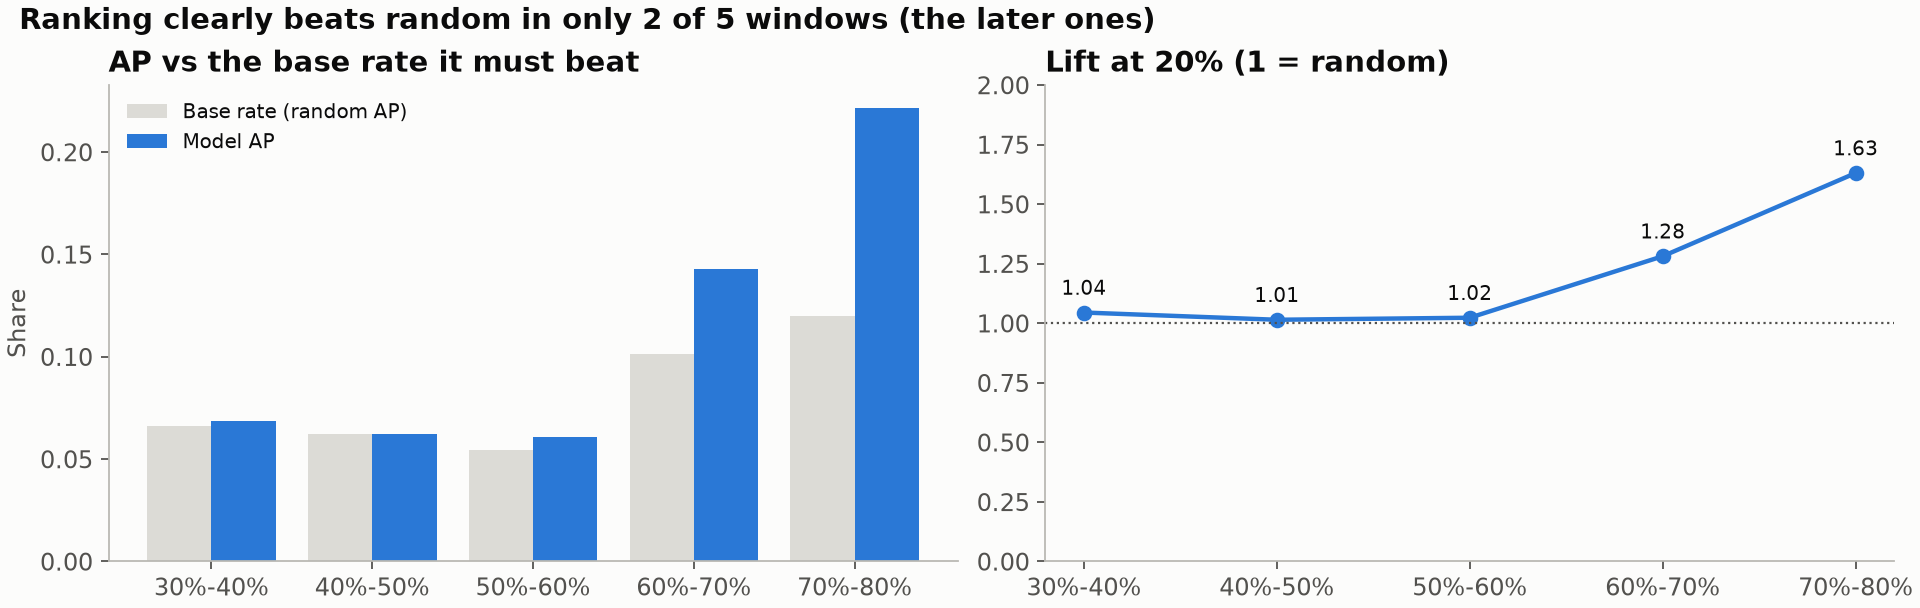 Ranking clearly beats random in only 2 of 5 windows (the later ones)
AP vs the base rate it must beat
Base rate (random AP)
Model AP
Share
0.20
0.15
0.10
0.05
0.00
30%-40% 40%-50% 50%-60% 60%-70% 70%-80%
Lift at 20% (1 = random)
2.00
1.75
1.50
1.25
1.00
0.75
0.50
0.25
0.00
1.04 1.01 1.02 1.28 1.63
30%-40% 40%-50% 50%-60% 60%-70% 70%-80%